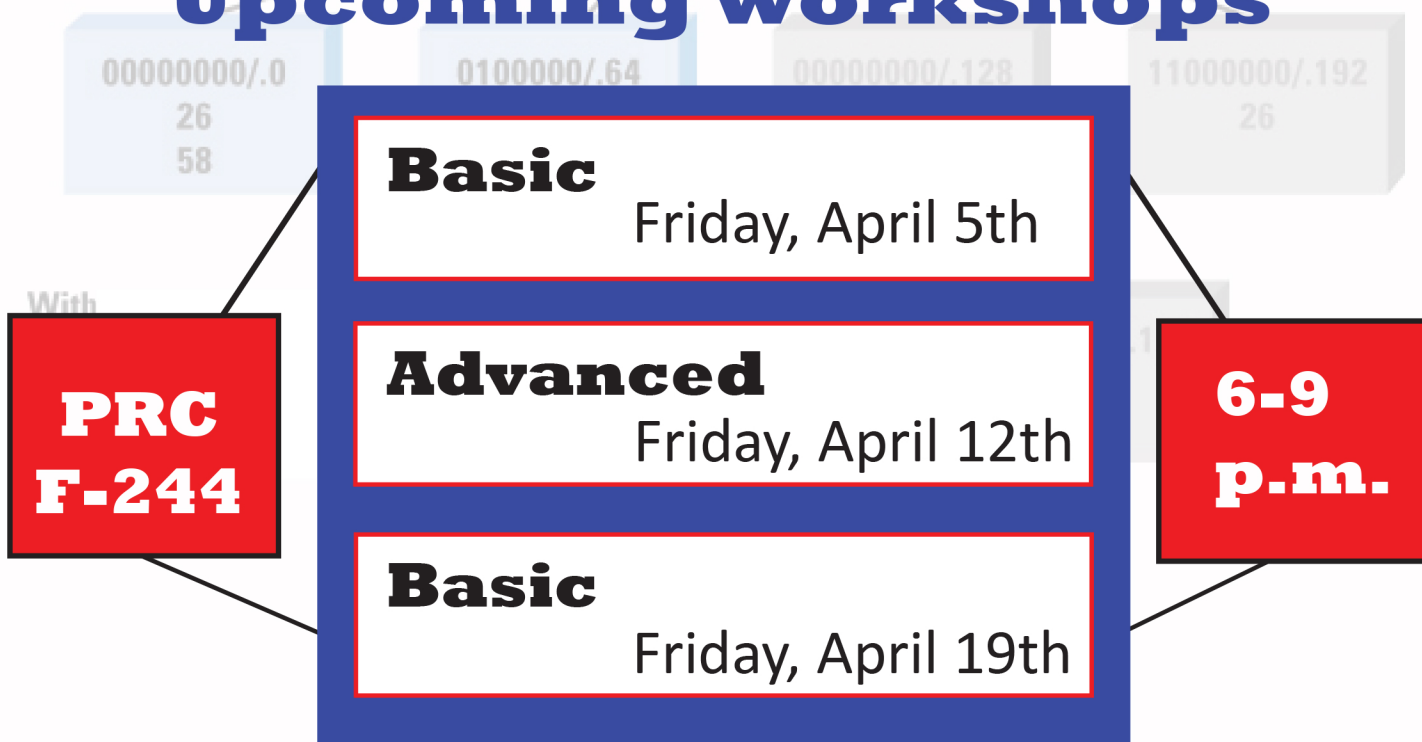 Upcoming workshops
00000000/.0
26
58
0100000/.64
00000000/.128
11000000/.192
26
Basic
Friday, April 5th
With
Advanced
Friday, April 12th
PRC
F-244
6-9
p.m.
Basic
Friday, April 19th